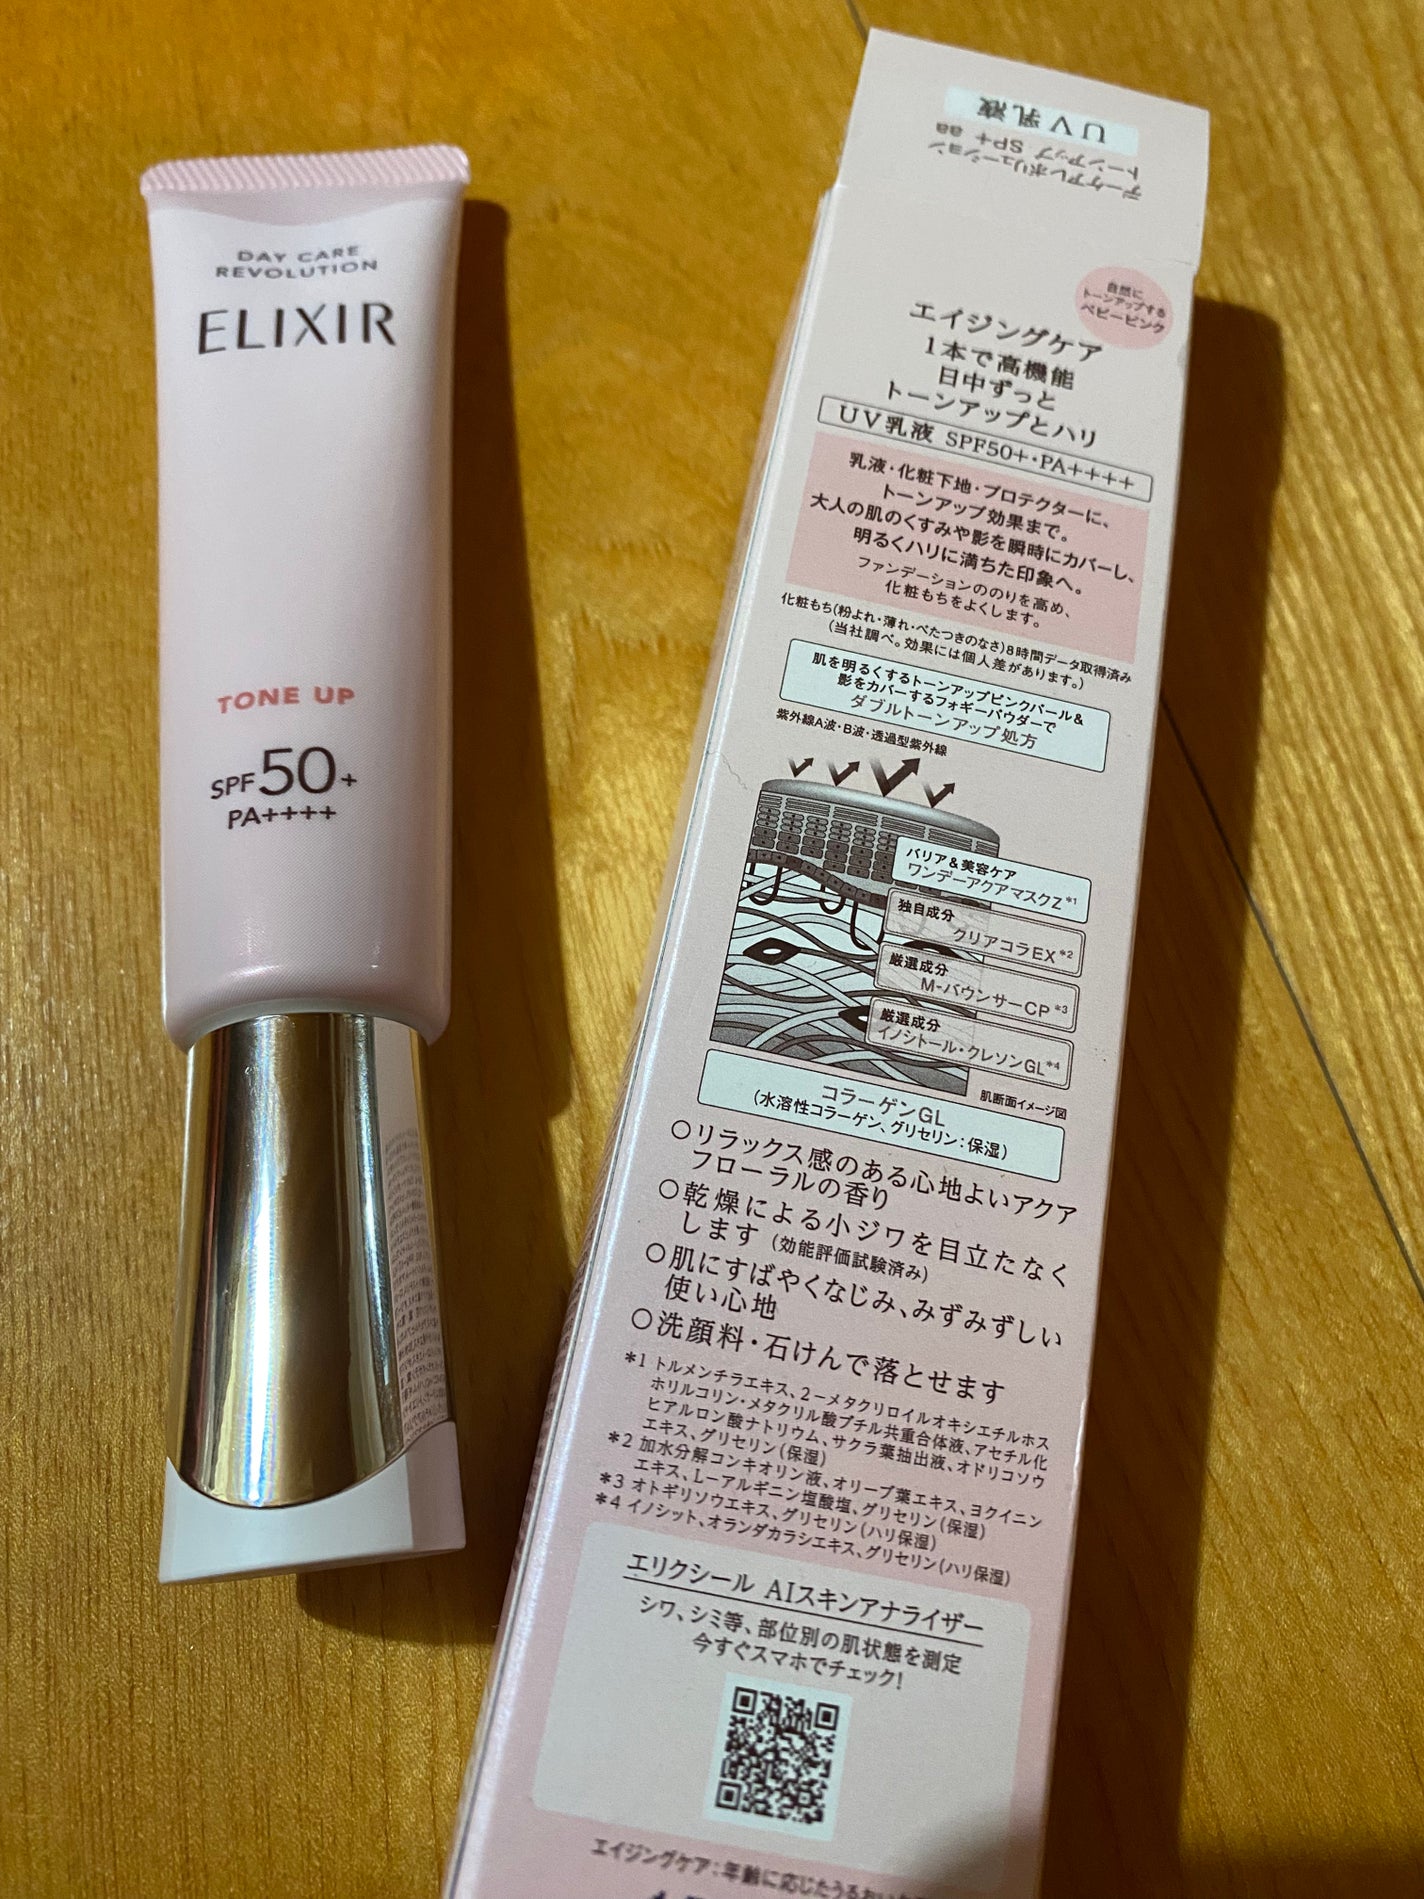 DAY CARE
REVOLUTION
ELIXIR
TONE UP
SPF50+
PA++++
UV乳液
デーケアレボリューション
トーンアップ SP+ aa
自然に
トーンアップする
ベビーピンク
エイジングケア
1本で高機能
日中ずっと
トーンアップとハリ
UV乳液 SPF50+・PA++++
乳液・化粧下地・プロテクターに、
トーンアップ効果まで。
大人の肌のくすみや影を瞬時にカバーし、
明るくハリに満ちた印象へ。
ファンデーションののりを高め、
化粧もちをよくします。
化粧もち(粉よれ・薄れ・べたつきのなさ)8時間データ取得済み
(当社調べ。効果には個人差があります。)
肌を明るくするトーンアップピンクパール&
影をカバーするフォギーパウダーで
ダブルトーンアップ処方
紫外線A波・B波・透過型紫外線
バリア&美容ケア
ワンデーアクアマスクZ*1
独自成分
クリアコラEX*2
厳選成分
M-バウンサーCP*3
厳選成分
イノシトール・クレソンGL*4
肌断面イメージ図
コラーゲンGL
(水溶性コラーゲン、グリセリン:保湿)
○リラックス感のある心地よいアクア
フローラルの香り
○乾燥による小ジワを目立たなく
します(効能評価試験済み)
○肌にすばやくなじみ、みずみずしい
使い心地
○洗顔料・石けんで落とせます
*1 トルメンチラエキス、2-メタクリロイルオキシエチルホス
ホリルコリン・メタクリル酸ブチル共重合体液、アセチル化
ヒアルロン酸ナトリウム、サクラ葉抽出液、オドリコソウ
エキス、グリセリン(保湿)
*2 加水分解コンキオリン液、オリーブ葉エキス、ヨクイニン
エキス、L-アルギニン塩酸塩、グリセリン(保湿)
*3 オトギリソウエキス、グリセリン(ハリ保湿)
*4 イノシット、オランダカラシエキス、グリセリン(ハリ保湿)
エリクシール AIスキンアナライザー
シワ、シミ等、部位別の肌状態を測定
今すぐスマホでチェック!
エイジングケア:年齢に応じたうるおい